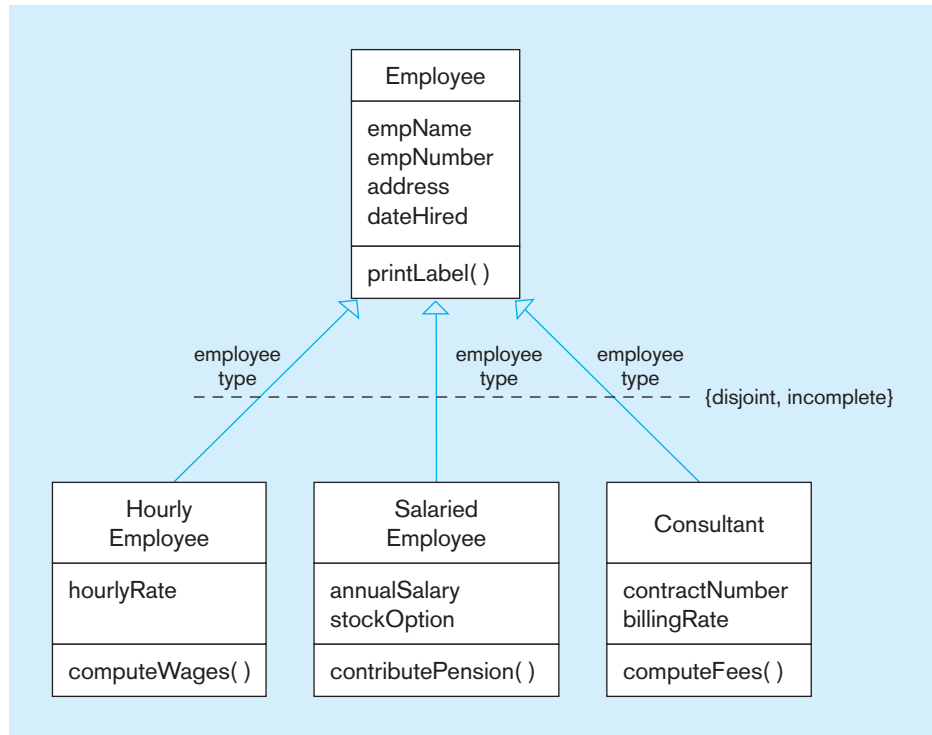 Employee
empName
empNumber
address
dateHired
printLabel( )
employee
type
employee
type
employee
type
{disjoint, incomplete}
Hourly
Employee
hourlyRate
computeWages( )
Salaried
Employee
annualSalary
stockOption
contributePension( )
Consultant
contractNumber
billingRate
computeFees( )